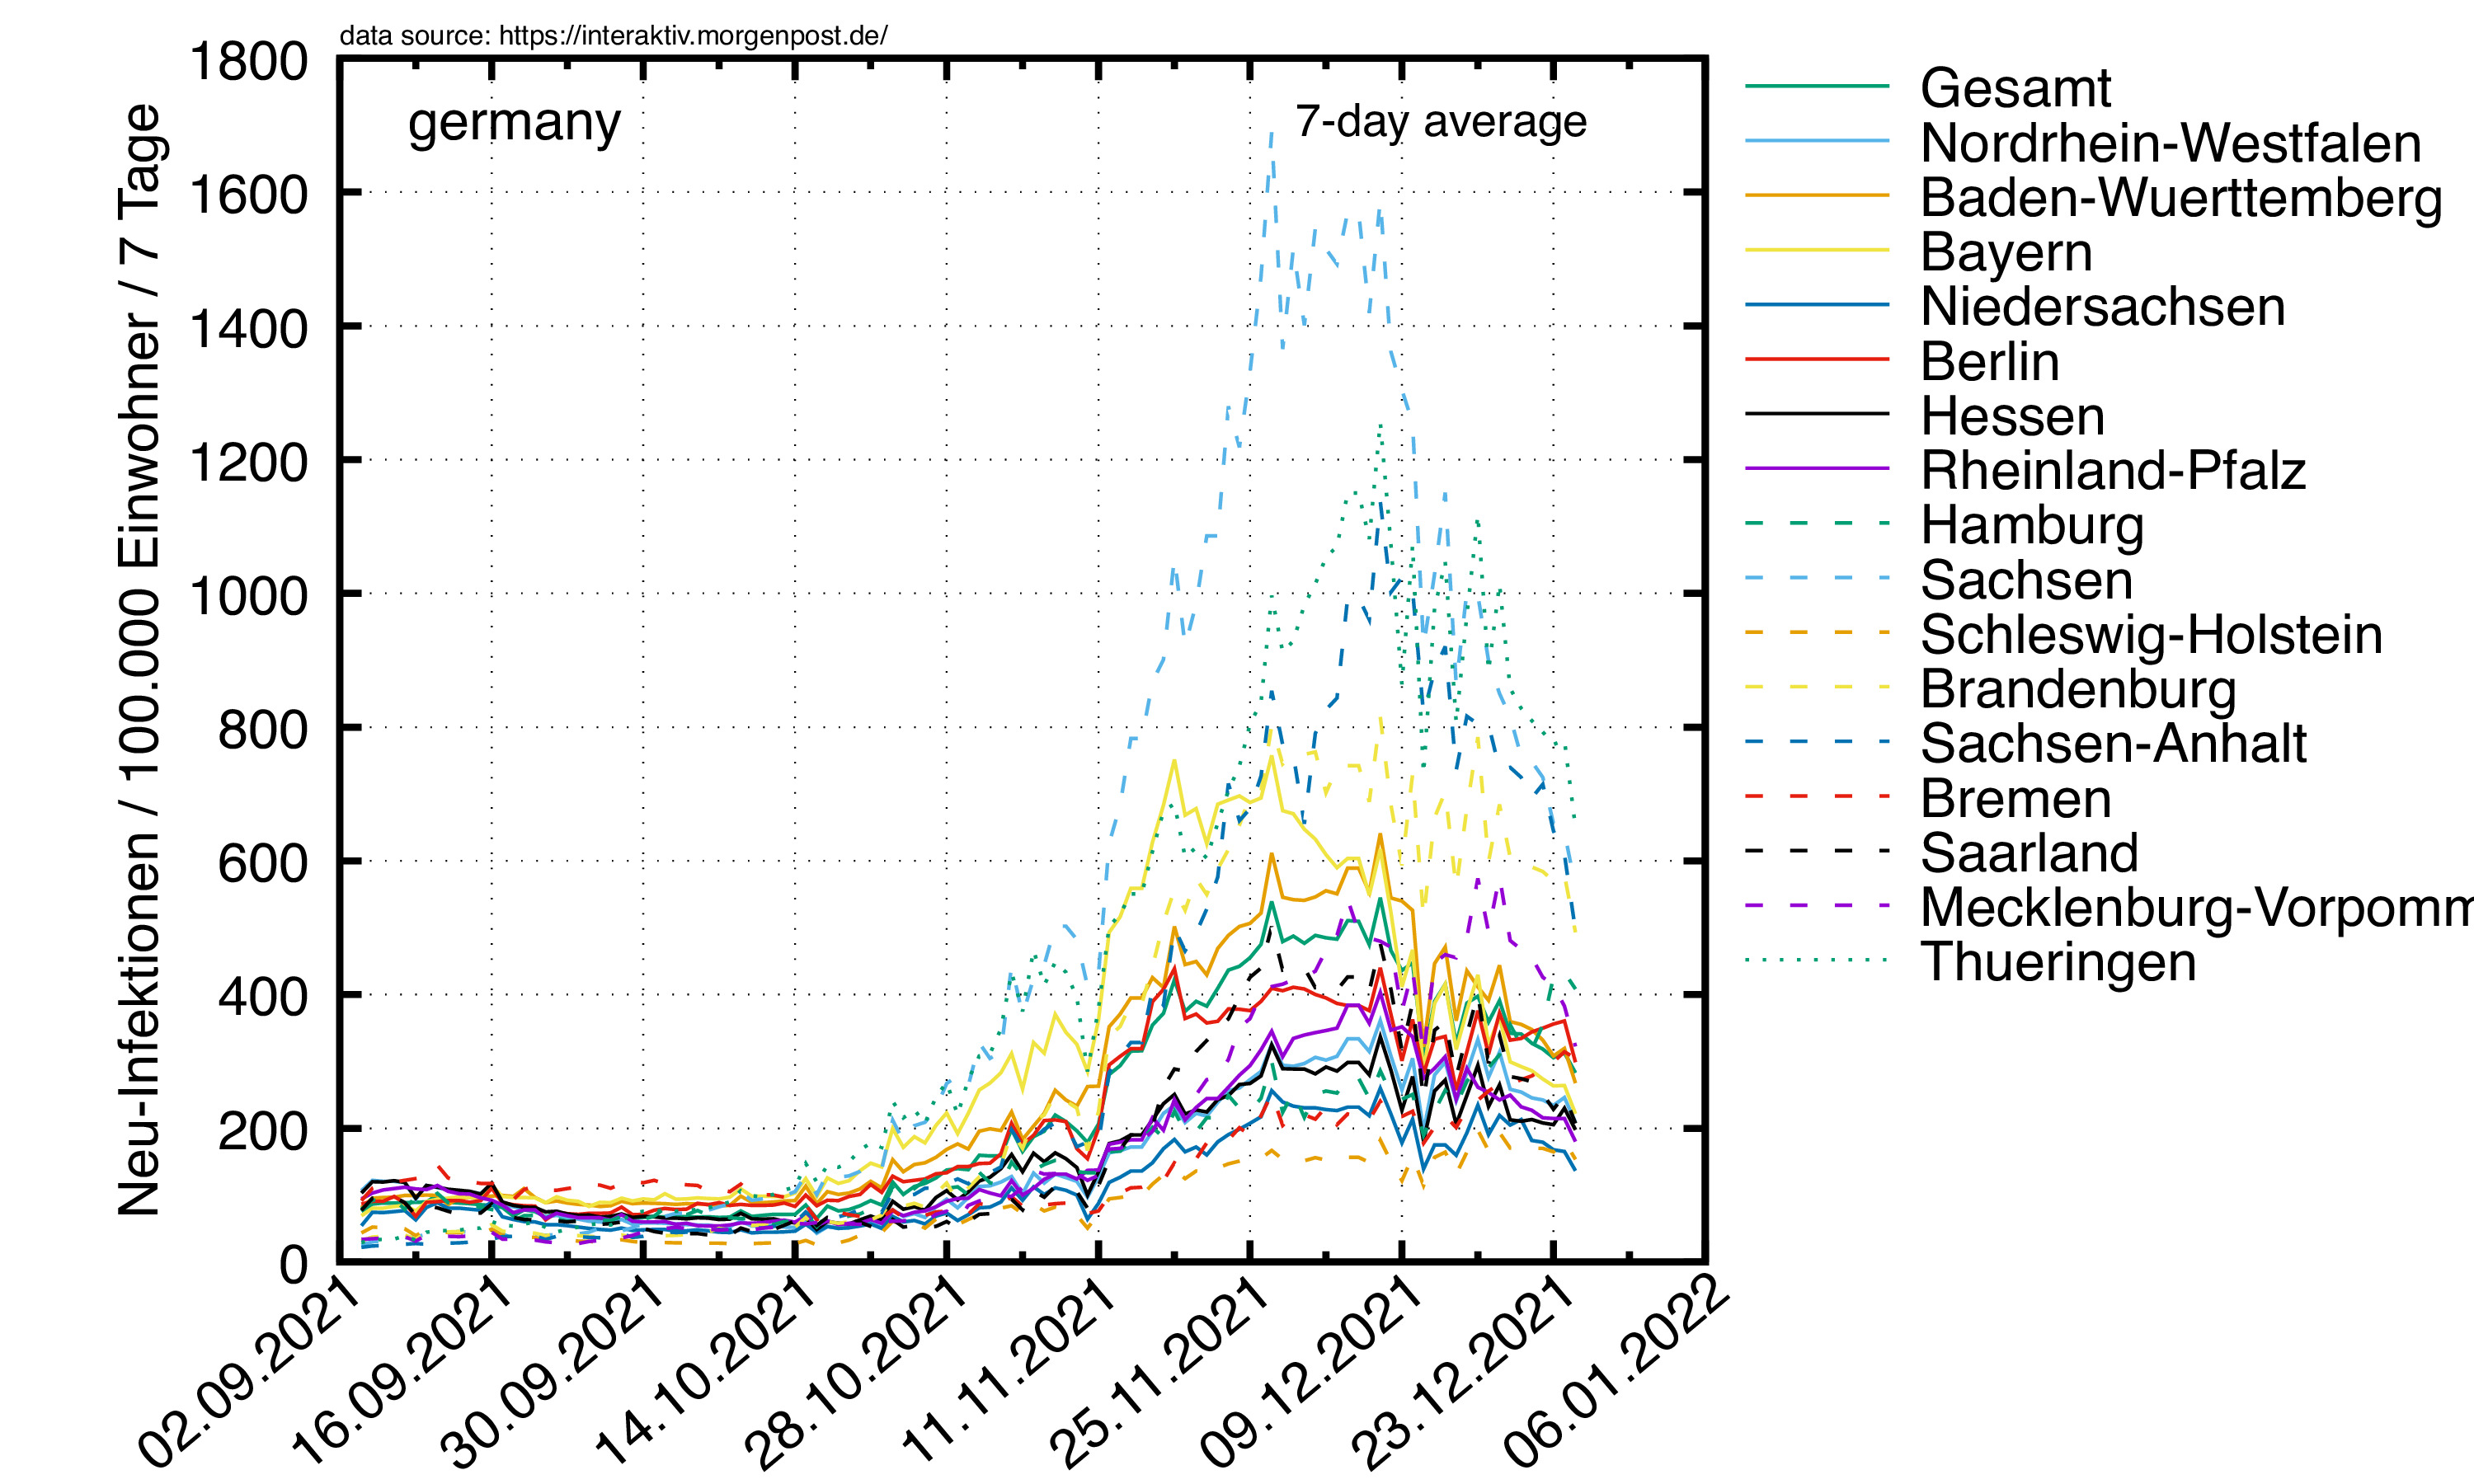 data source: https://interaktiv.morgenpost.de/
germany
7-day average
Neu-Infektionen / 100.000 Einwohner / 7 Tage
1800
1600
1400
1200
1000
800
600
400
200
0
02.09.2021
16.09.2021
30.09.2021
14.10.2021
28.10.2021
11.11.2021
25.11.2021
09.12.2021
23.12.2021
06.01.2022
Gesamt
Nordrhein-Westfalen
Baden-Wuerttemberg
Bayern
Niedersachsen
Berlin
Hessen
Rheinland-Pfalz
Hamburg
Sachsen
Schleswig-Holstein
Brandenburg
Sachsen-Anhalt
Bremen
Saarland
Mecklenburg-Vorpomm
Thueringen